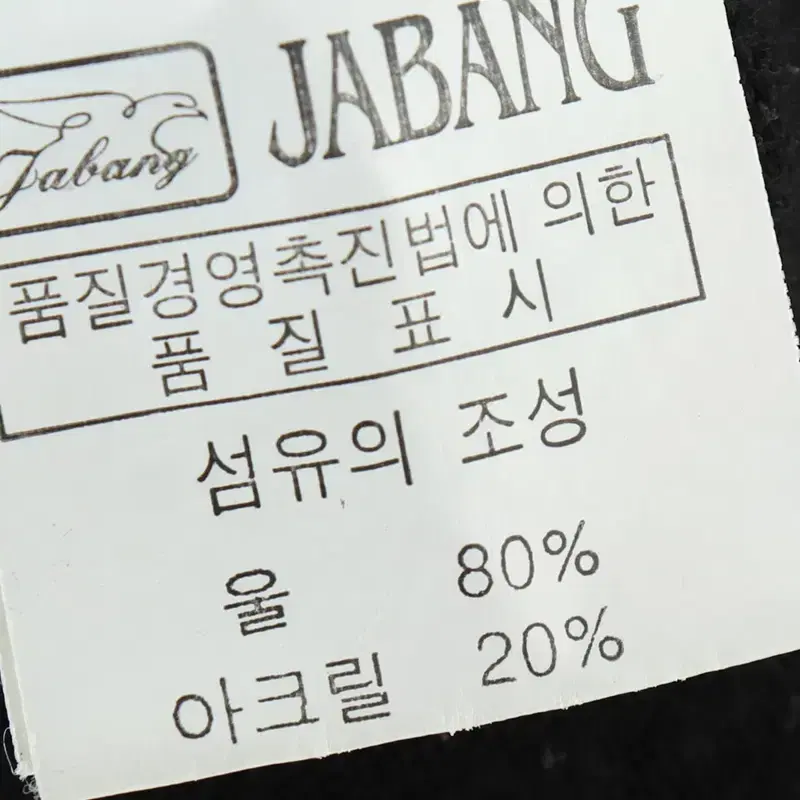 Jabang
JABANG
품질경영촉진법에 의한
품 질 표 시
섬유의 조성
울 80%
아크릴 20%